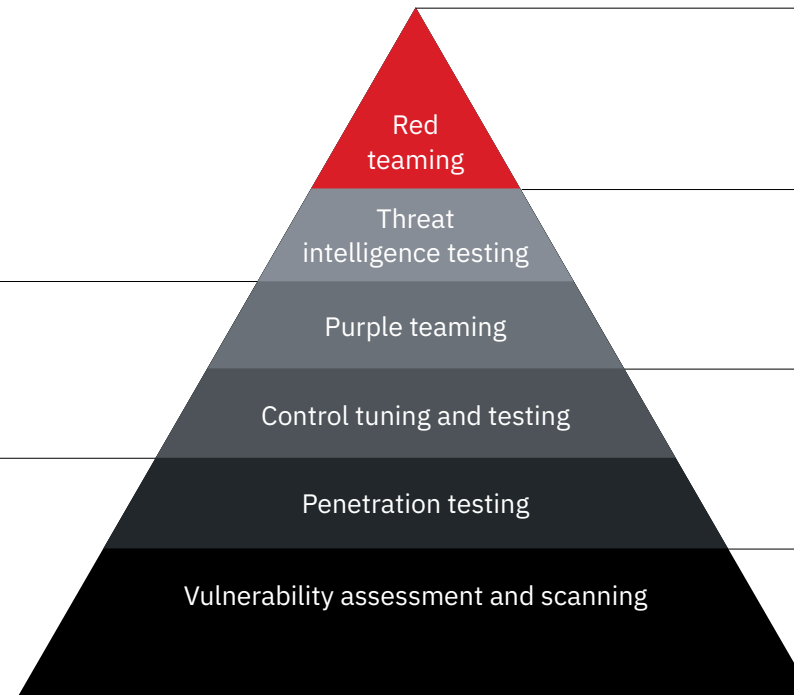 Red
teaming
Threat
intelligence testing
Purple teaming
Control tuning and testing
Penetration testing
Vulnerability assessment and scanning